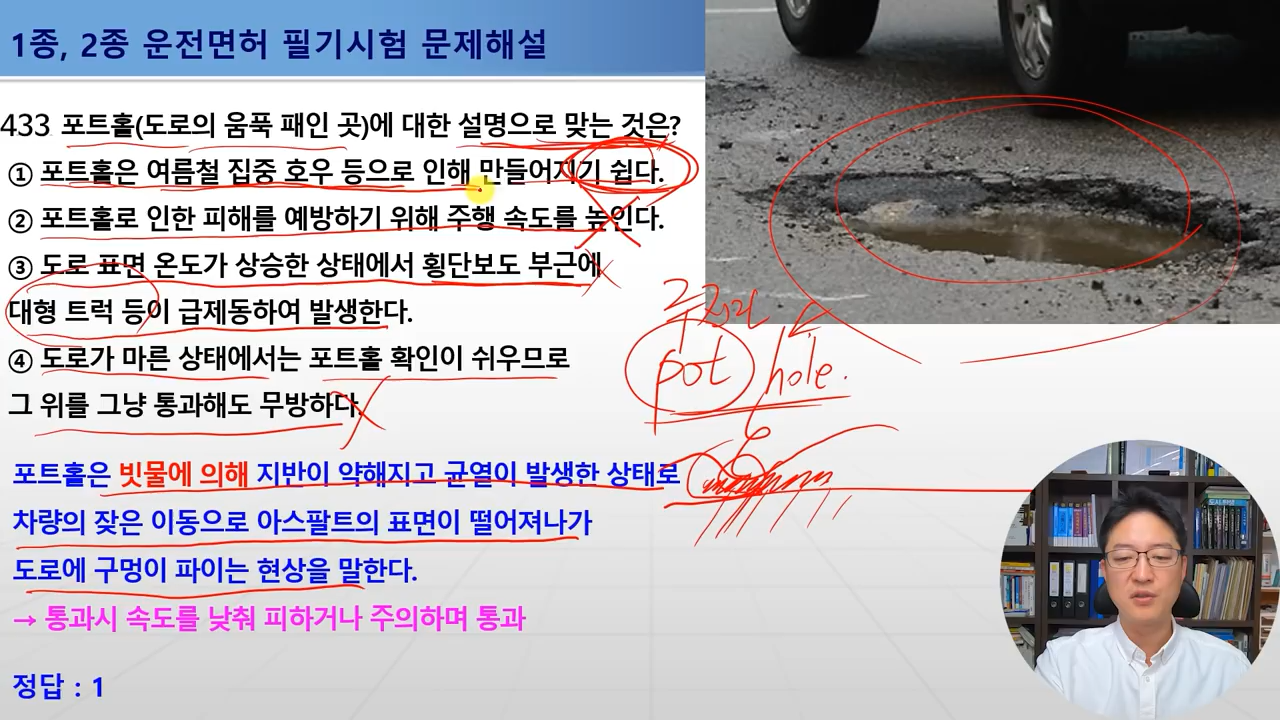 1종, 2종 운전면허 필기시험 문제해설
433 포트홀(도로의 움푹 패인 곳)에 대한 설명으로 맞는 것은?
① 포트홀은 여름철 집중 호우 등으로 인해 만들어지기 쉽다.
② 포트홀로 인한 피해를 예방하기 위해 주행 속도를 높인다.
③ 도로 표면 온도가 상승한 상태에서 횡단보도 부근에
대형 트럭 등이 급제동하여 발생한다.
④ 도로가 마른 상태에서는 포트홀 확인이 쉬우므로
그 위를 그냥 통과해도 무방하다.
pot hole.
포트홀은 빗물에 의해 지반이 약해지고 균열이 발생한 상태로
차량의 잦은 이동으로 아스팔트의 표면이 떨어져나가
도로에 구멍이 파이는 현상을 말한다.
→ 통과시 속도를 낮춰 피하거나 주의하며 통과
정답 : 1